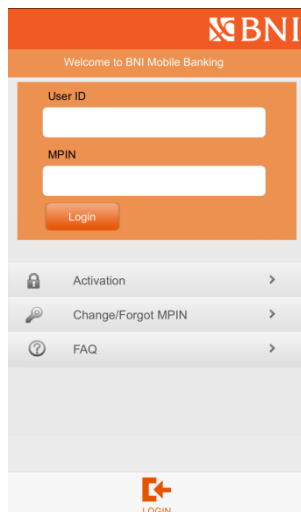 BNI
Welcome to BNI Mobile Banking
User ID
MPIN
Login
Activation
Change/Forgot MPIN
FAQ
LOGIN